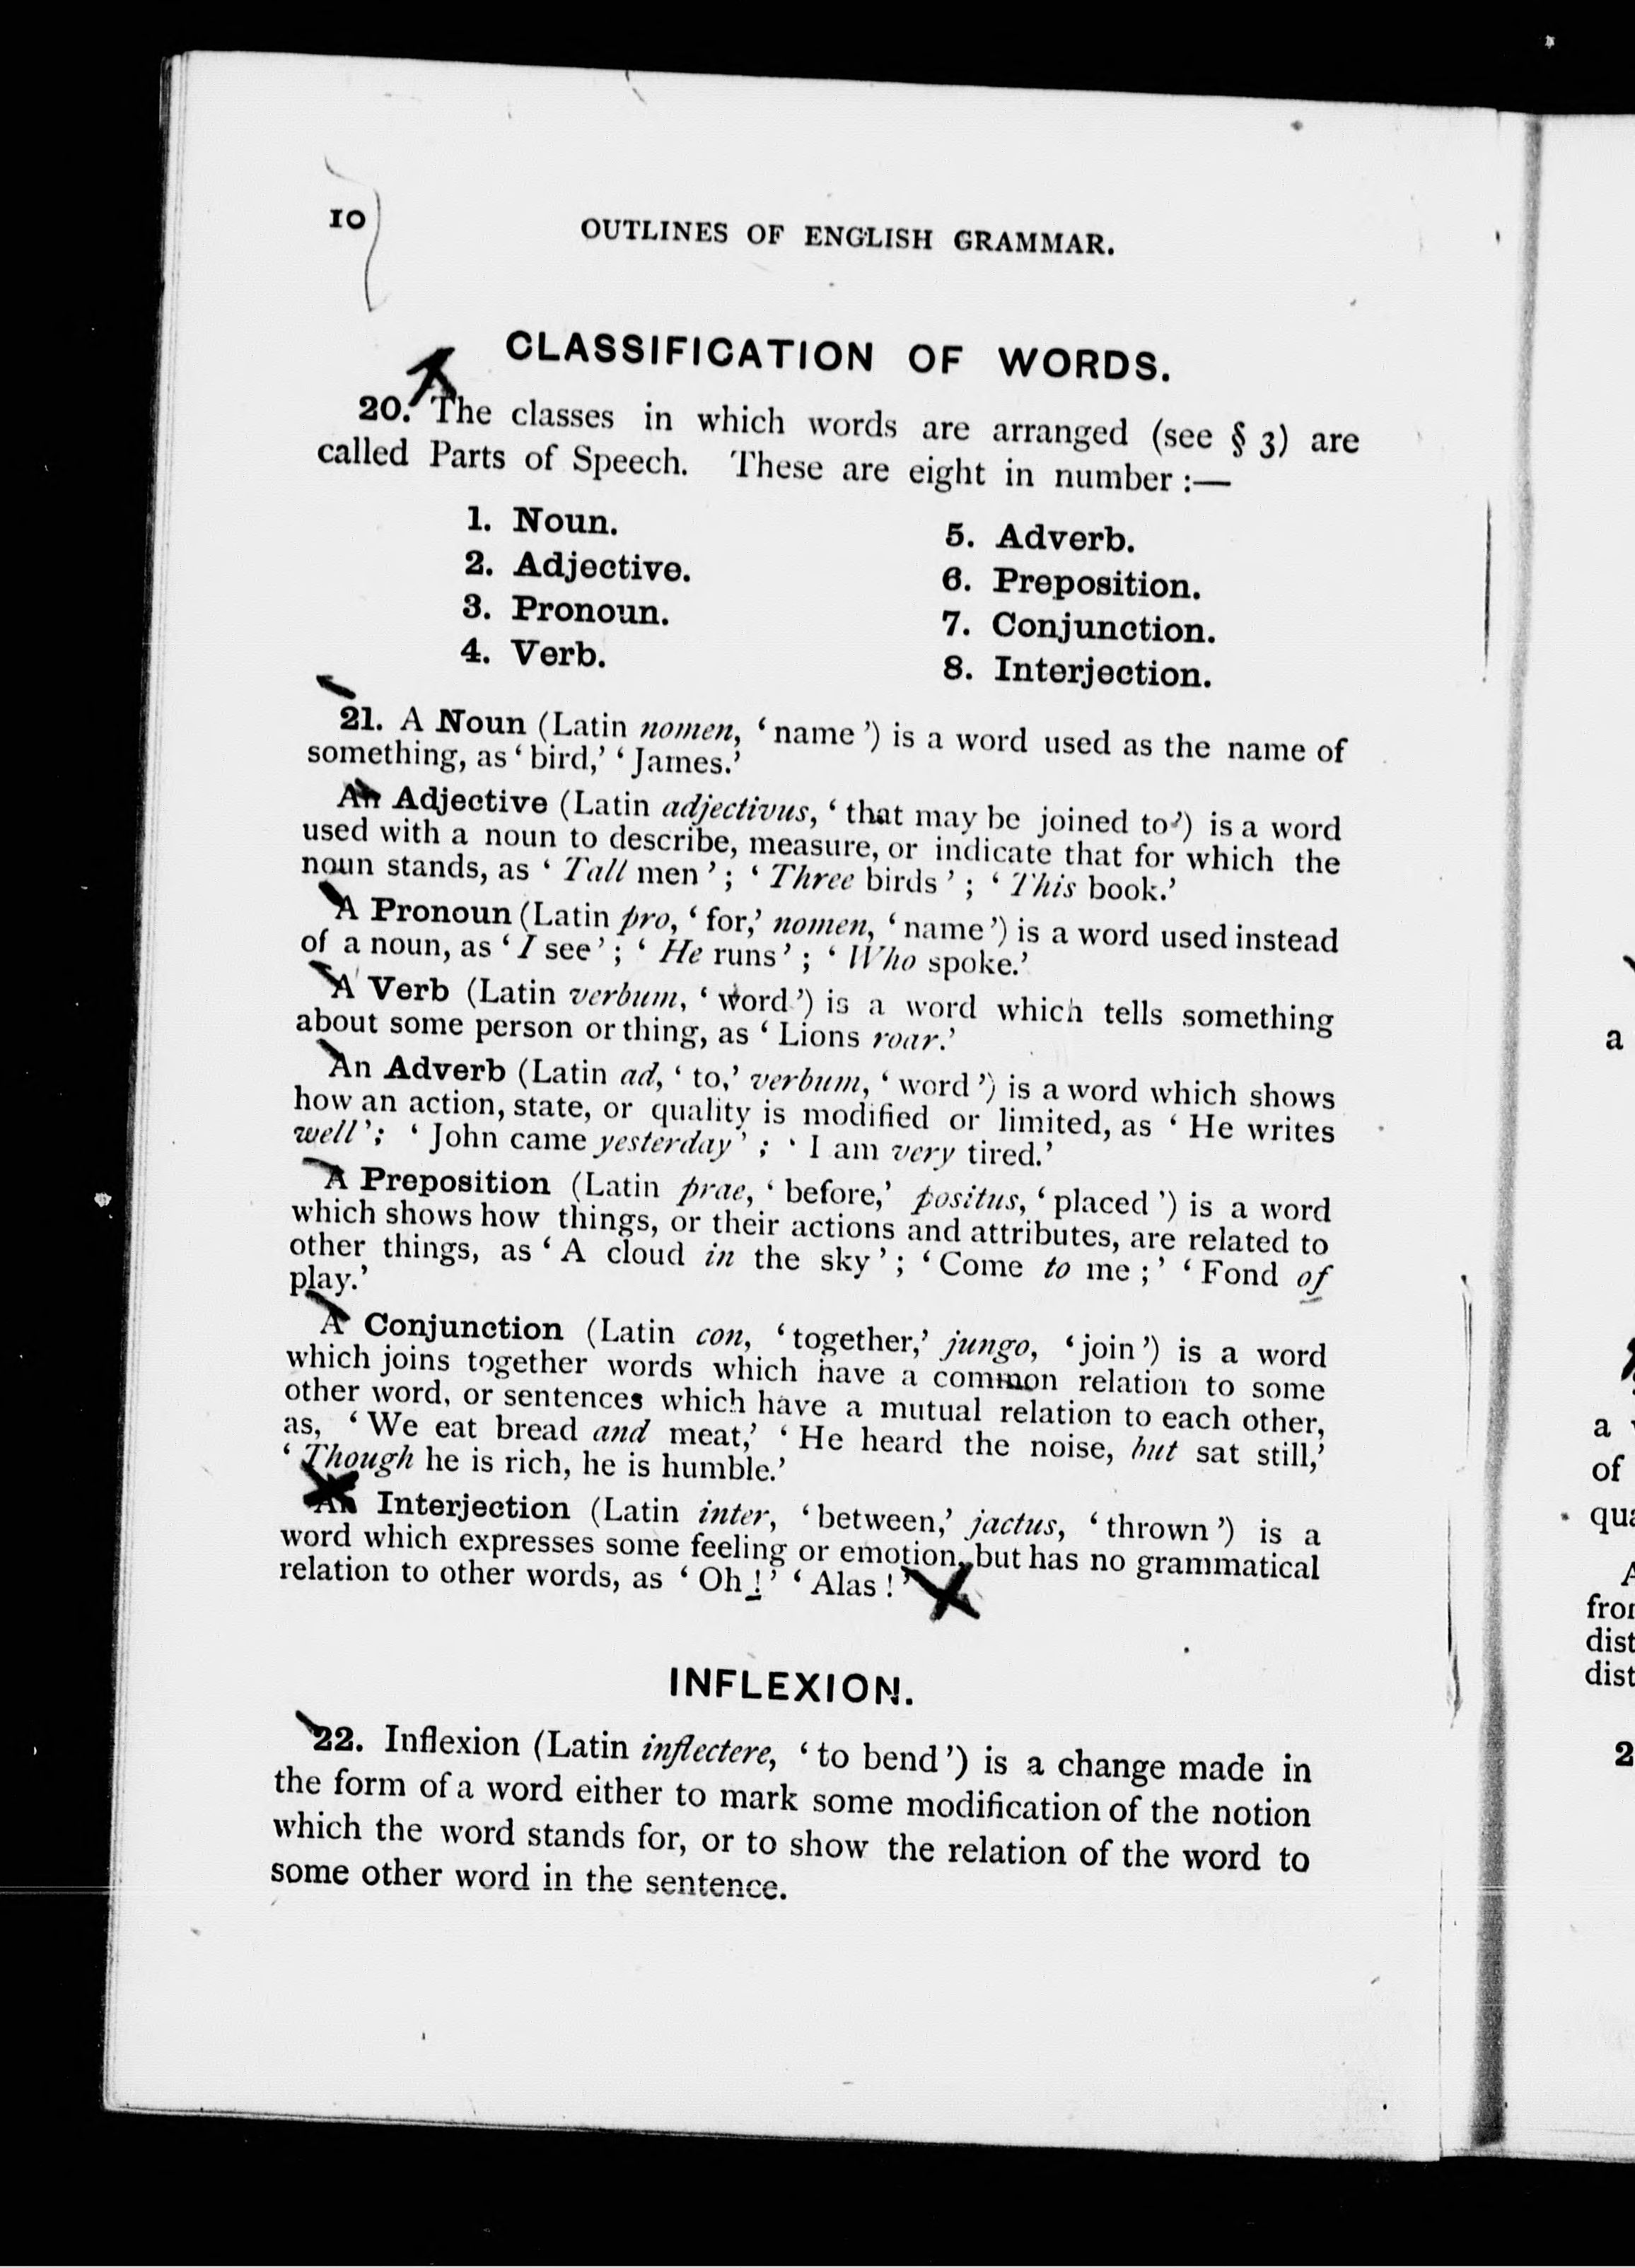 10
OUTLINES OF ENGLISH GRAMMAR.
CLASSIFICATION OF WORDS.
20. The classes in which words are arranged (see § 3) are
called Parts of Speech. These are eight in number :—
1. Noun.
2. Adjective.
3. Pronoun.
4. Verb.
5. Adverb.
6. Preposition.
7. Conjunction.
8. Interjection.
21. A Noun (Latin nomen, ‘name’) is a word used as the name of
something, as ‘bird,’ ‘James.’
An Adjective (Latin adjectivus, ‘that may be joined to’) is a word
used with a noun to describe, measure, or indicate that for which the
noun stands, as ‘Tall men’; ‘Three birds’; ‘This book.’
A Pronoun (Latin pro, ‘for,’ nomen, ‘name’) is a word used instead
of a noun, as ‘I see’; ‘He runs’; ‘Who spoke.’
A Verb (Latin verbum, ‘word’) is a word which tells something
about some person or thing, as ‘Lions roar.’
An Adverb (Latin ad, ‘to,’ verbum, ‘word’) is a word which shows
how an action, state, or quality is modified or limited, as ‘He writes
well’; ‘John came yesterday’; ‘I am very tired.’
A Preposition (Latin prae, ‘before,’ positus, ‘placed’) is a word
which shows how things, or their actions and attributes, are related to
other things, as ‘A cloud in the sky’; ‘Come to me;’ ‘Fond of
play.’
A Conjunction (Latin con, ‘together,’ jungo, ‘join’) is a word
which joins together words which have a common relation to some
other word, or sentences which have a mutual relation to each other,
as, ‘We eat bread and meat,’ ‘He heard the noise, but sat still,’
‘Though he is rich, he is humble.’
An Interjection (Latin inter, ‘between,’ jactus, ‘thrown’) is a
word which expresses some feeling or emotion, but has no grammatical
relation to other words, as ‘Oh!’ ‘Alas!’
INFLEXION.
22. Inflexion (Latin inflectere, ‘to bend’) is a change made in
the form of a word either to mark some modification of the notion
which the word stands for, or to show the relation of the word to
some other word in the sentence.
a
a
of